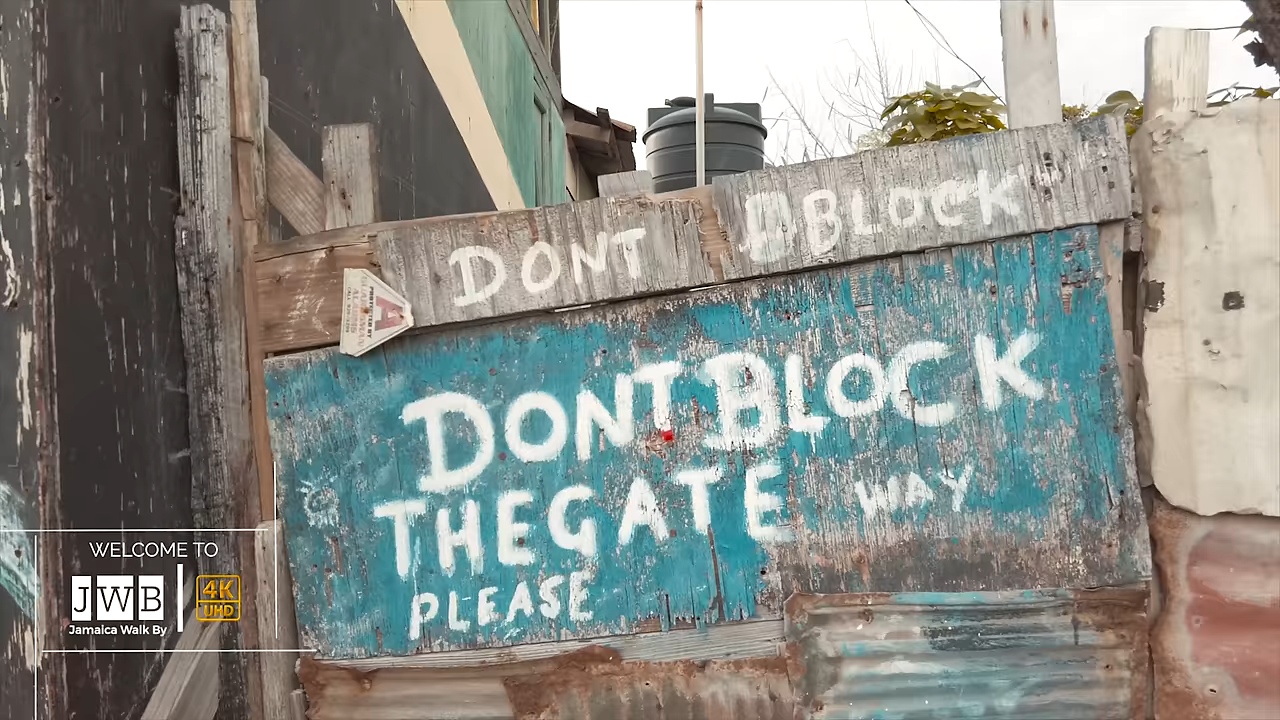 DONT BLOCK
DONT BLOCK
THEGATE WAY
PLEASE
WELCOME TO
JWB
4K
UHD
Jamaica Walk By